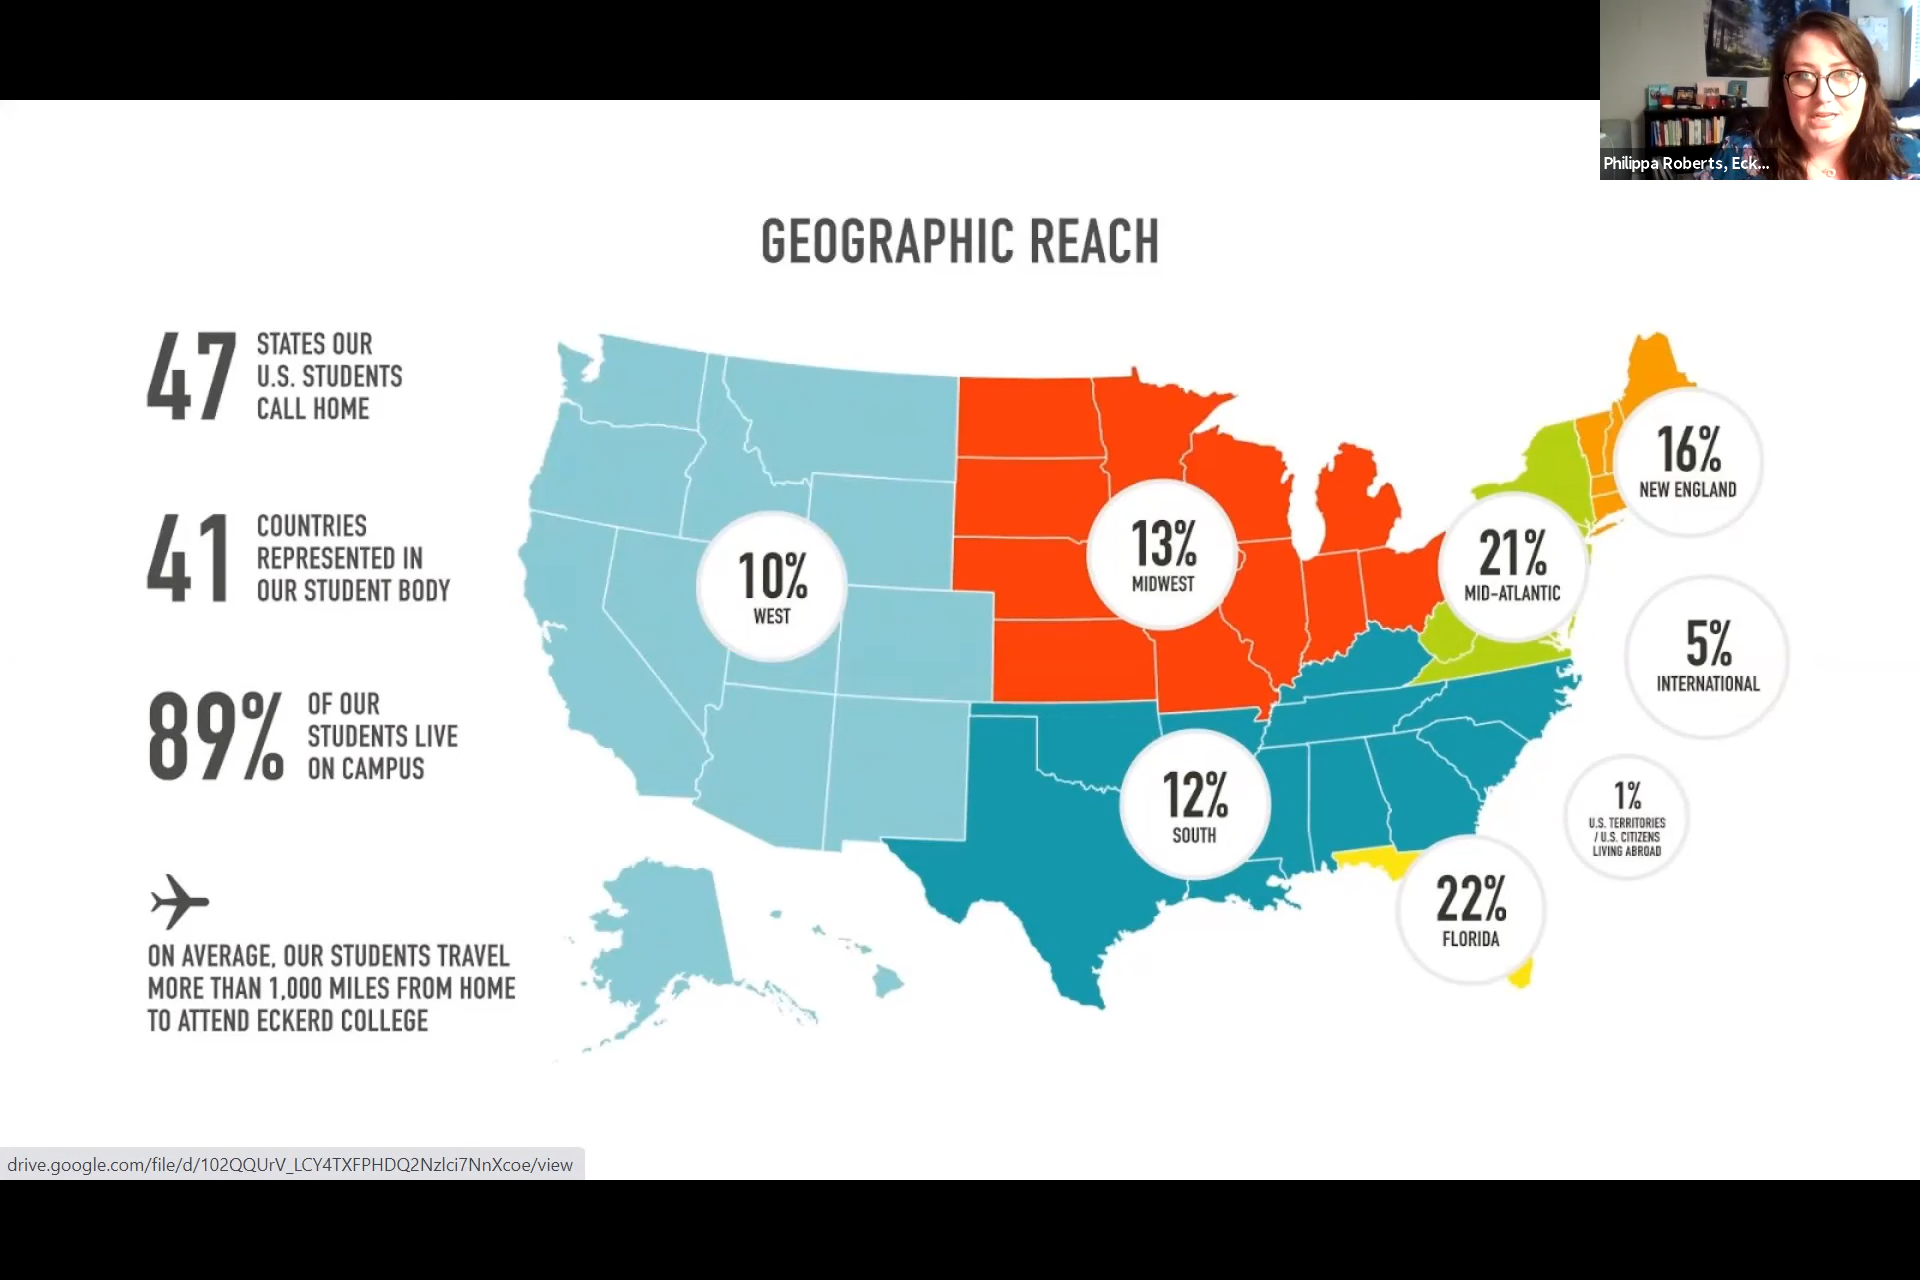 Philippa Roberts, Eck...
GEOGRAPHIC REACH
47
STATES OUR
U.S. STUDENTS
CALL HOME
41
COUNTRIES
REPRESENTED IN
OUR STUDENT BODY
89%
OF OUR
STUDENTS LIVE
ON CAMPUS
ON AVERAGE, OUR STUDENTS TRAVEL
MORE THAN 1,000 MILES FROM HOME
TO ATTEND ECKERD COLLEGE
10%
WEST
13%
MIDWEST
21%
MID-ATLANTIC
16%
NEW ENGLAND
5%
INTERNATIONAL
12%
SOUTH
1%
U.S. TERRITORIES
/ U.S. CITIZENS
LIVING ABROAD
22%
FLORIDA
drive.google.com/file/d/102QQUrV_LCY4TXFPHDQ2Nzlci7NnXcoe/view